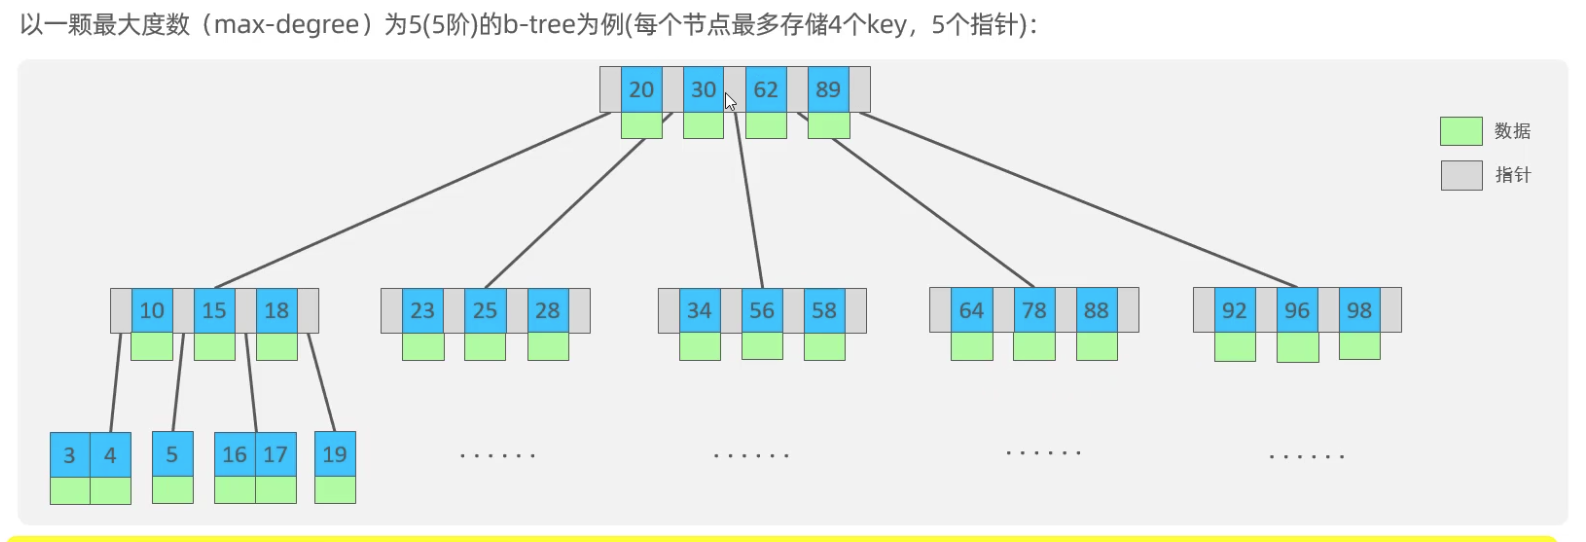 以一颗最大度数（max-degree）为5(5阶)的b-tree为例(每个节点最多存储4个key，5个指针)：
20 30 62 89
数据
指针
10 15 18 23 25 28 34 56 58 64 78 88 92 96 98
3 4 5 16 17 19 ······ ······ ······ ······